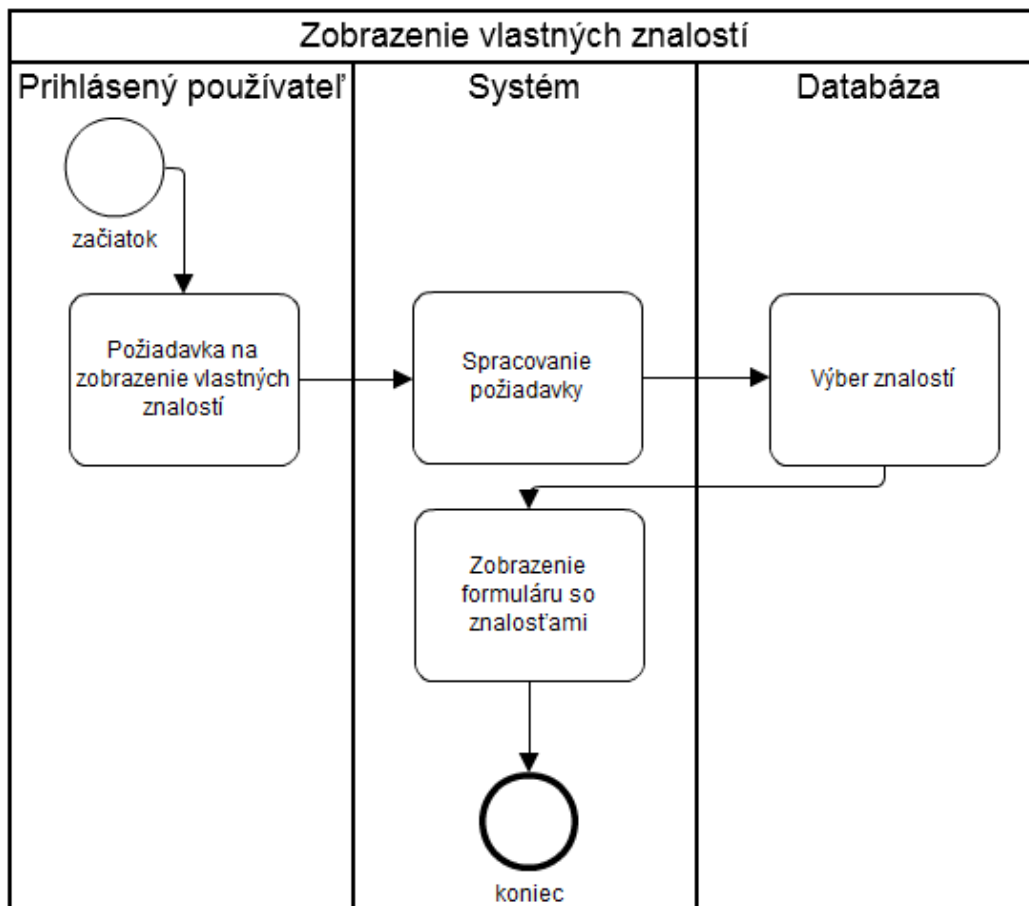 Zobrazenie vlastných znalostí
Prihlásený používateľ
Systém
Databáza
začiatok
Požiadavka na
zobrazenie vlastných
znalostí
Spracovanie
požiadavky
Výber znalostí
Zobrazenie
formuláru so
znalosťami
koniec